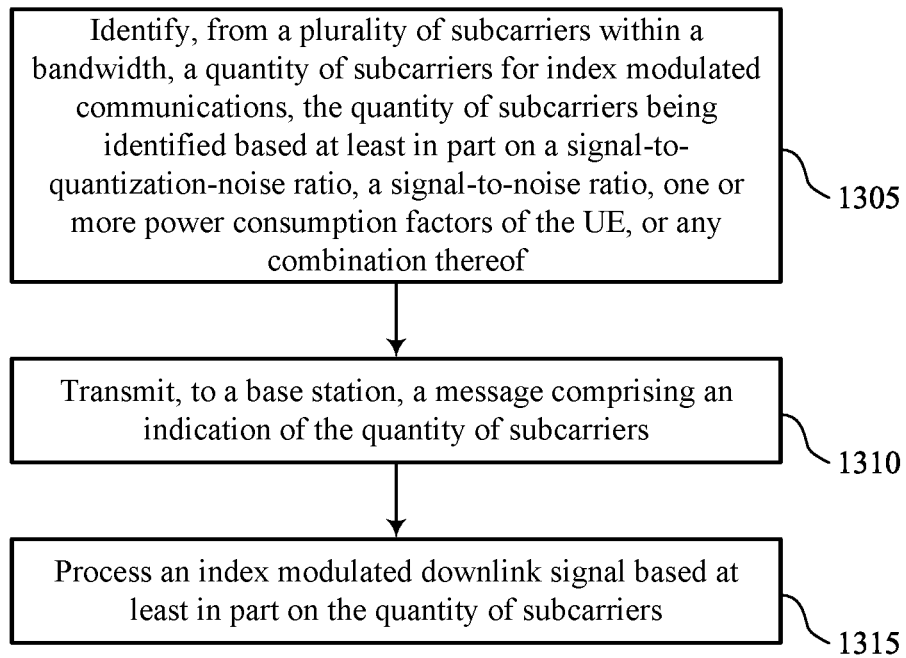 Identify, from a plurality of subcarriers within a
bandwidth, a quantity of subcarriers for index modulated
communications, the quantity of subcarriers being
identified based at least in part on a signal-to-
quantization-noise ratio, a signal-to-noise ratio, one or
more power consumption factors of the UE, or any
combination thereof
1305
Transmit, to a base station, a message comprising an
indication of the quantity of subcarriers
1310
Process an index modulated downlink signal based at
least in part on the quantity of subcarriers
1315